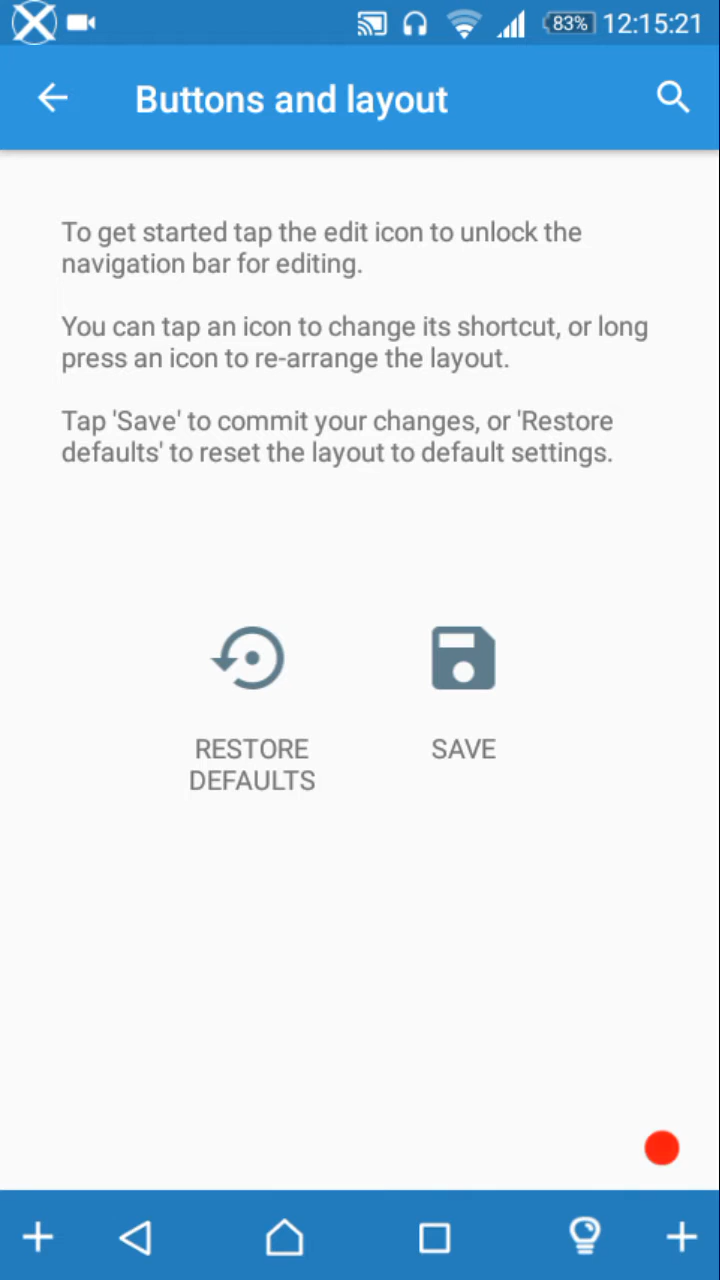 83% 12:15:21
Buttons and layout
To get started tap the edit icon to unlock the
navigation bar for editing.
You can tap an icon to change its shortcut, or long
press an icon to re-arrange the layout.
Tap 'Save' to commit your changes, or 'Restore
defaults' to reset the layout to default settings.
RESTORE
DEFAULTS
SAVE